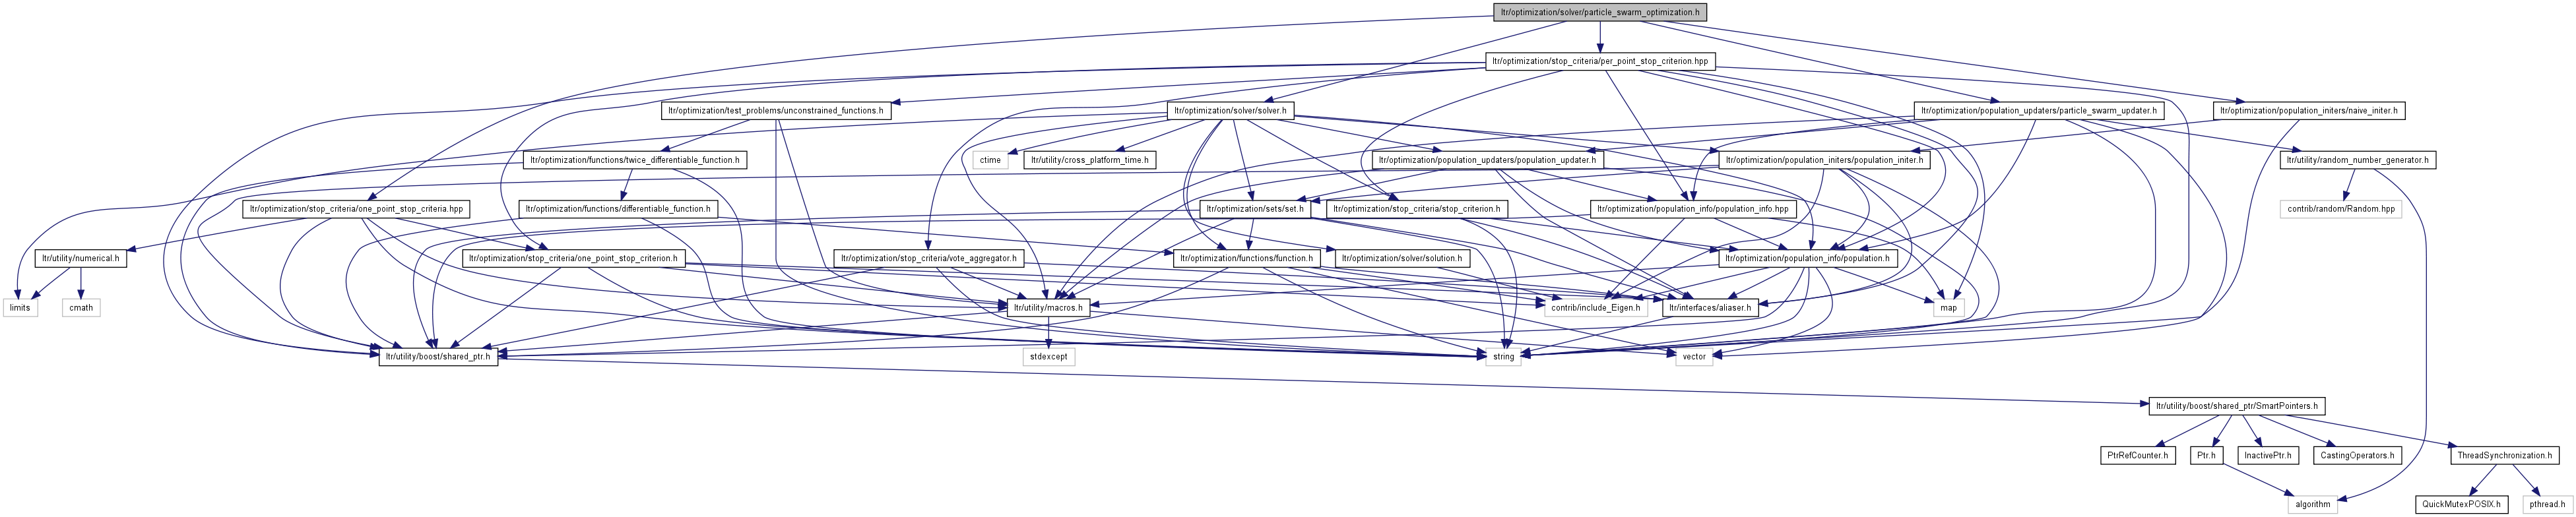 ltr/optimization/solver/particle_swarm_optimization.h
ltr/optimization/stop_criteria/per_point_stop_criterion.hpp
ltr/optimization/test_problems/unconstrained_functions.h
ltr/optimization/solver/solver.h
ltr/optimization/population_updaters/particle_swarm_updater.h
ltr/optimization/population_initers/naive_initer.h
ltr/optimization/functions/twice_differentiable_function.h
ctime
ltr/utility/cross_platform_time.h
ltr/optimization/population_updaters/population_updater.h
ltr/optimization/population_initers/population_initer.h
ltr/utility/random_number_generator.h
ltr/optimization/stop_criteria/one_point_stop_criteria.hpp
ltr/optimization/functions/differentiable_function.h
ltr/optimization/sets/set.h
ltr/optimization/stop_criteria/stop_criterion.h
ltr/optimization/population_info/population_info.hpp
contrib/random/Random.hpp
ltr/utility/numerical.h
ltr/optimization/stop_criteria/one_point_stop_criterion.h
ltr/optimization/stop_criteria/vote_aggregator.h
ltr/optimization/functions/function.h
ltr/optimization/solver/solution.h
ltr/optimization/population_info/population.h
limits
cmath
ltr/utility/macros.h
contrib/include_Eigen.h
ltr/interfaces/aliaser.h
map
ltr/utility/boost/shared_ptr.h
stdexcept
string
vector
ltr/utility/boost/shared_ptr/SmartPointers.h
PtrRefCounter.h
Ptr.h
InactivePtr.h
CastingOperators.h
ThreadSynchronization.h
algorithm
QuickMutexPOSIX.h
pthread.h